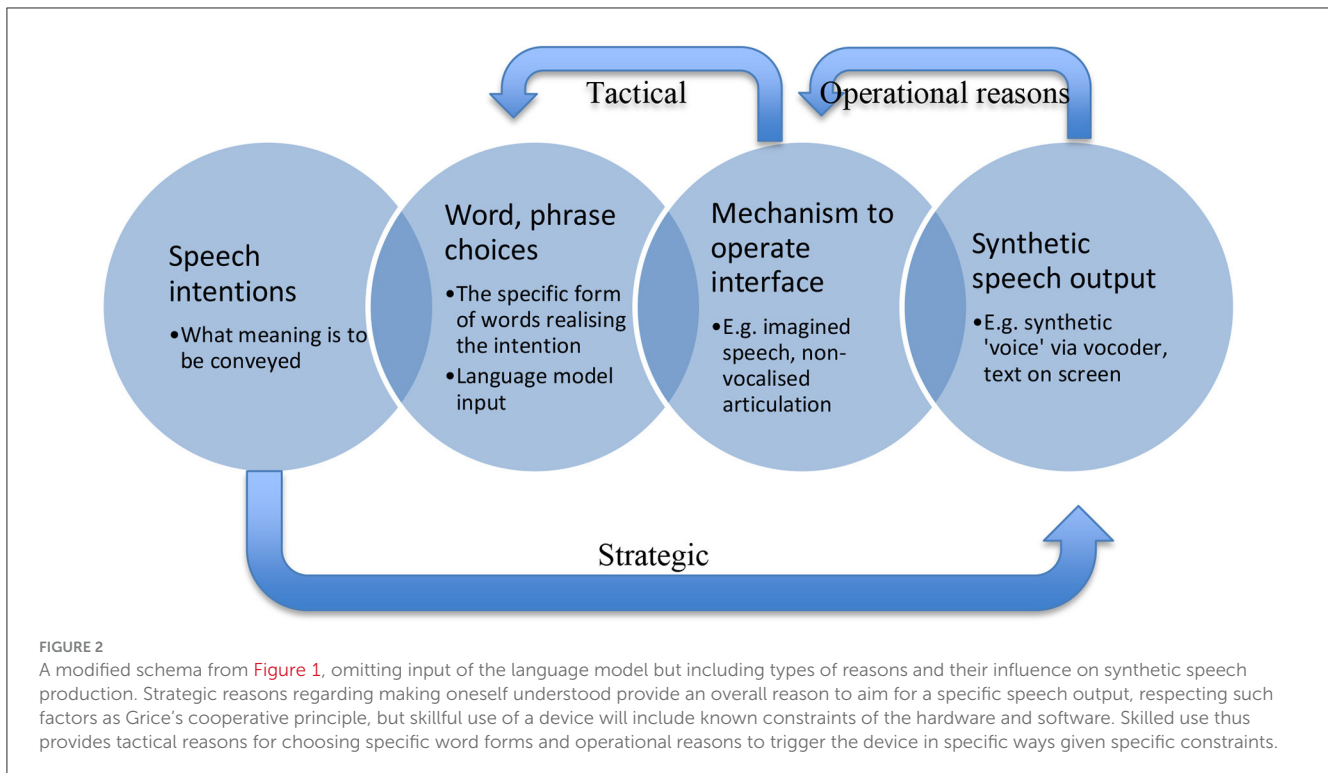 Tactical
Operational reasons
Speech
intentions
•What meaning is to
be conveyed
Word, phrase
choices
•The specific form
of words realising
the intention
•Language model
input
Mechanism to
operate
interface
•E.g. imagined
speech, non-
vocalised
articulation
Synthetic
speech output
•E.g. synthetic
'voice' via vocoder,
text on screen
Strategic
FIGURE 2
A modified schema from Figure 1, omitting input of the language model but including types of reasons and their influence on synthetic speech
production. Strategic reasons regarding making oneself understood provide an overall reason to aim for a specific speech output, respecting such
factors as Grice's cooperative principle, but skillful use of a device will include known constraints of the hardware and software. Skilled use thus
provides tactical reasons for choosing specific word forms and operational reasons to trigger the device in specific ways given specific constraints.